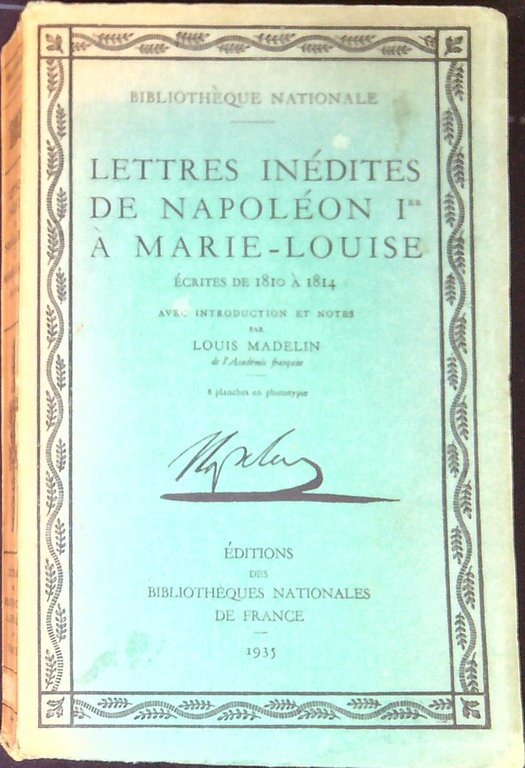 BIBLIOTHÈQUE NATIONALE
LETTRES INÉDITES
DE NAPOLÉON Iᴱᴿ
À MARIE-LOUISE
ÉCRITES DE 1810 À 1814
AVEC INTRODUCTION ET NOTES
PAR
LOUIS MADELIN
de l'Académie française
8 planches en phototypie
ÉDITIONS
DES
BIBLIOTHÈQUES NATIONALES
DE FRANCE
1935